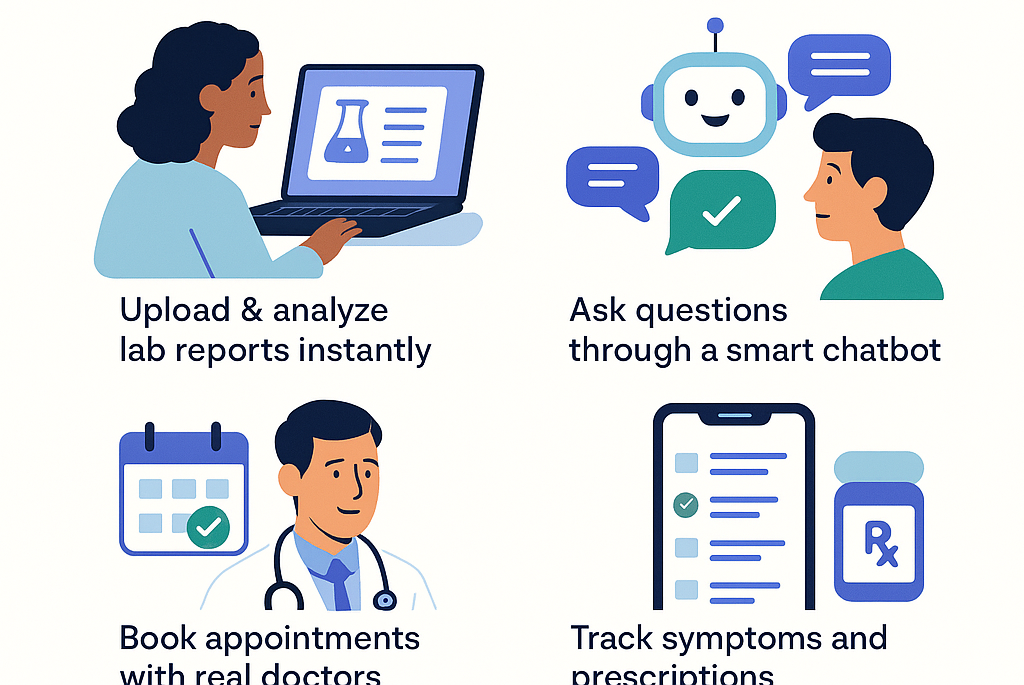 Upload & analyze
lab reports instantly
Ask questions
through a smart chatbot
Rx
Book appointments
with real doctors
Track symptoms and
prescriptions